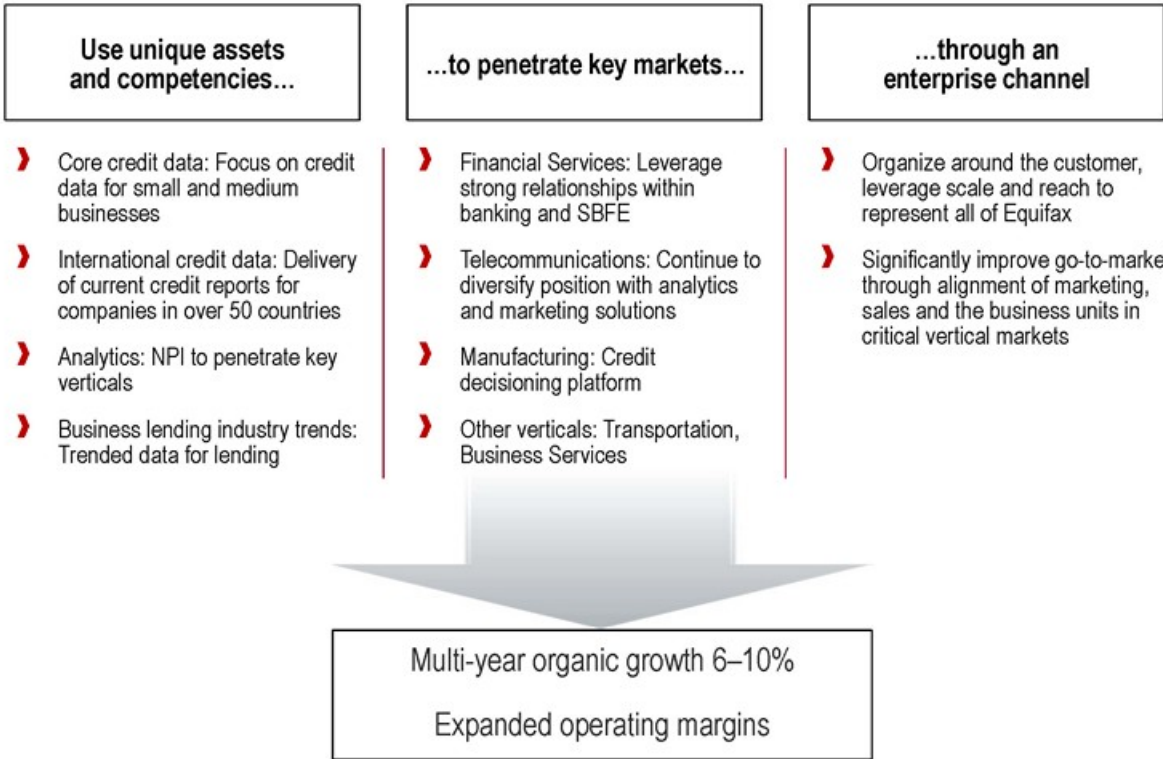 Use unique assets
and competencies…
…to penetrate key markets…
…through an
enterprise channel
Core credit data: Focus on credit
data for small and medium
businesses
International credit data: Delivery
of current credit reports for
companies in over 50 countries
Analytics: NPI to penetrate key
verticals
Business lending industry trends:
Trended data for lending
Financial Services: Leverage
strong relationships within
banking and SBFE
Telecommunications: Continue to
diversify position with analytics
and marketing solutions
Manufacturing: Credit
decisioning platform
Other verticals: Transportation,
Business Services
Organize around the customer,
leverage scale and reach to
represent all of Equifax
Significantly improve go-to-marke
through alignment of marketing,
sales and the business units in
critical vertical markets
Multi-year organic growth 6–10%
Expanded operating margins